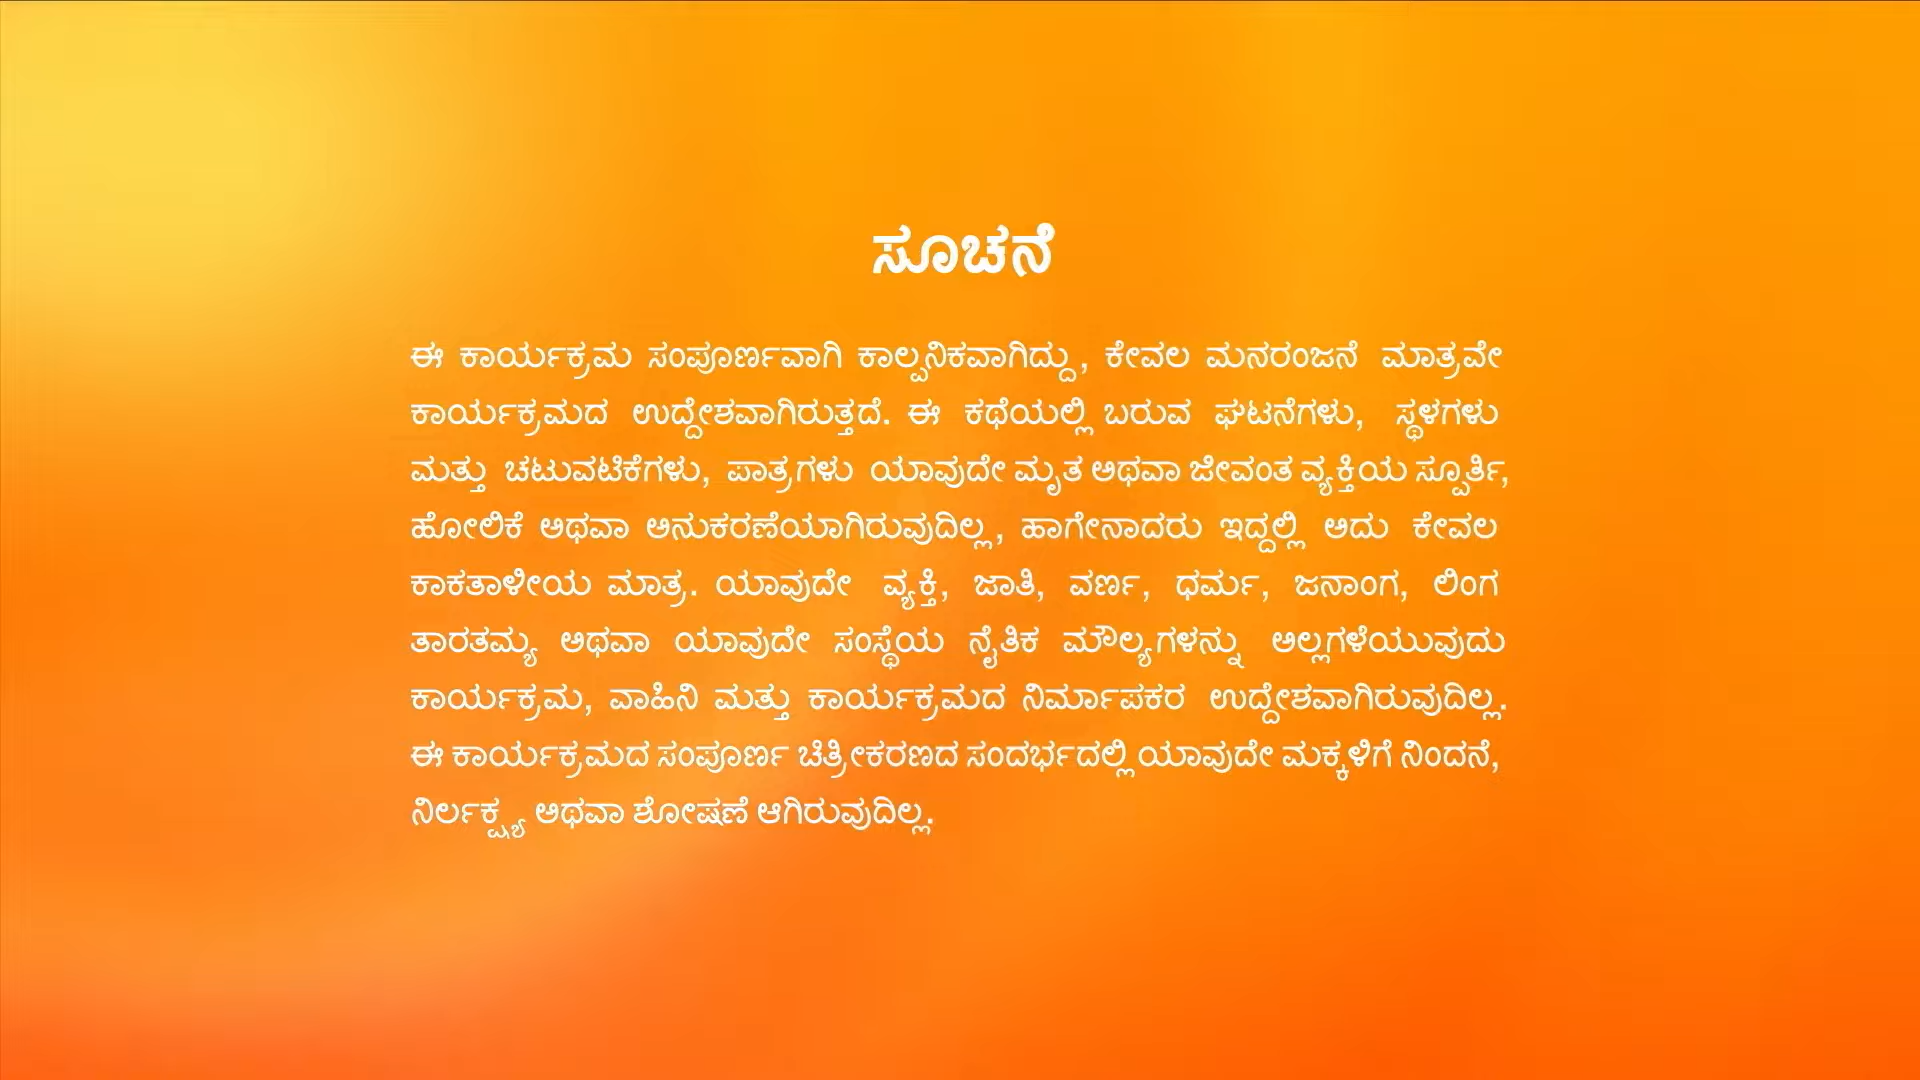 ಸೂಚನೆ
ಈ ಕಾರ್ಯಕ್ರಮ ಸಂಪೂರ್ಣವಾಗಿ ಕಾಲ್ಪನಿಕವಾಗಿದ್ದು, ಕೇವಲ ಮನರಂಜನೆ ಮಾತ್ರವೇ
ಕಾರ್ಯಕ್ರಮದ ಉದ್ದೇಶವಾಗಿರುತ್ತದೆ. ಈ ಕಥೆಯಲ್ಲಿ ಬರುವ ಘಟನೆಗಳು, ಸ್ಥಳಗಳು
ಮತ್ತು ಚಟುವಟಿಕೆಗಳು, ಪಾತ್ರಗಳು ಯಾವುದೇ ಮೃತ ಅಥವಾ ಜೀವಂತ ವ್ಯಕ್ತಿಯ ಸ್ಪೂರ್ತಿ,
ಹೋಲಿಕೆ ಅಥವಾ ಅನುಕರಣೆಯಾಗಿರುವುದಿಲ್ಲ, ಹಾಗೇನಾದರು ಇದ್ದಲ್ಲಿ ಅದು ಕೇವಲ
ಕಾಕತಾಳೀಯ ಮಾತ್ರ. ಯಾವುದೇ ವ್ಯಕ್ತಿ, ಜಾತಿ, ವರ್ಣ, ಧರ್ಮ, ಜನಾಂಗ, ಲಿಂಗ
ತಾರತಮ್ಯ ಅಥವಾ ಯಾವುದೇ ಸಂಸ್ಥೆಯ ನೈತಿಕ ಮೌಲ್ಯಗಳನ್ನು ಅಲ್ಲಗಳೆಯುವುದು
ಕಾರ್ಯಕ್ರಮ, ವಾಹಿನಿ ಮತ್ತು ಕಾರ್ಯಕ್ರಮದ ನಿರ್ಮಾಪಕರ ಉದ್ದೇಶವಾಗಿರುವುದಿಲ್ಲ.
ಈ ಕಾರ್ಯಕ್ರಮದ ಸಂಪೂರ್ಣ ಚಿತ್ರೀಕರಣದ ಸಂದರ್ಭದಲ್ಲಿ ಯಾವುದೇ ಮಕ್ಕಳಿಗೆ ನಿಂದನೆ,
ನಿರ್ಲಕ್ಷ್ಯ ಅಥವಾ ಶೋಷಣೆ ಆಗಿರುವುದಿಲ್ಲ.